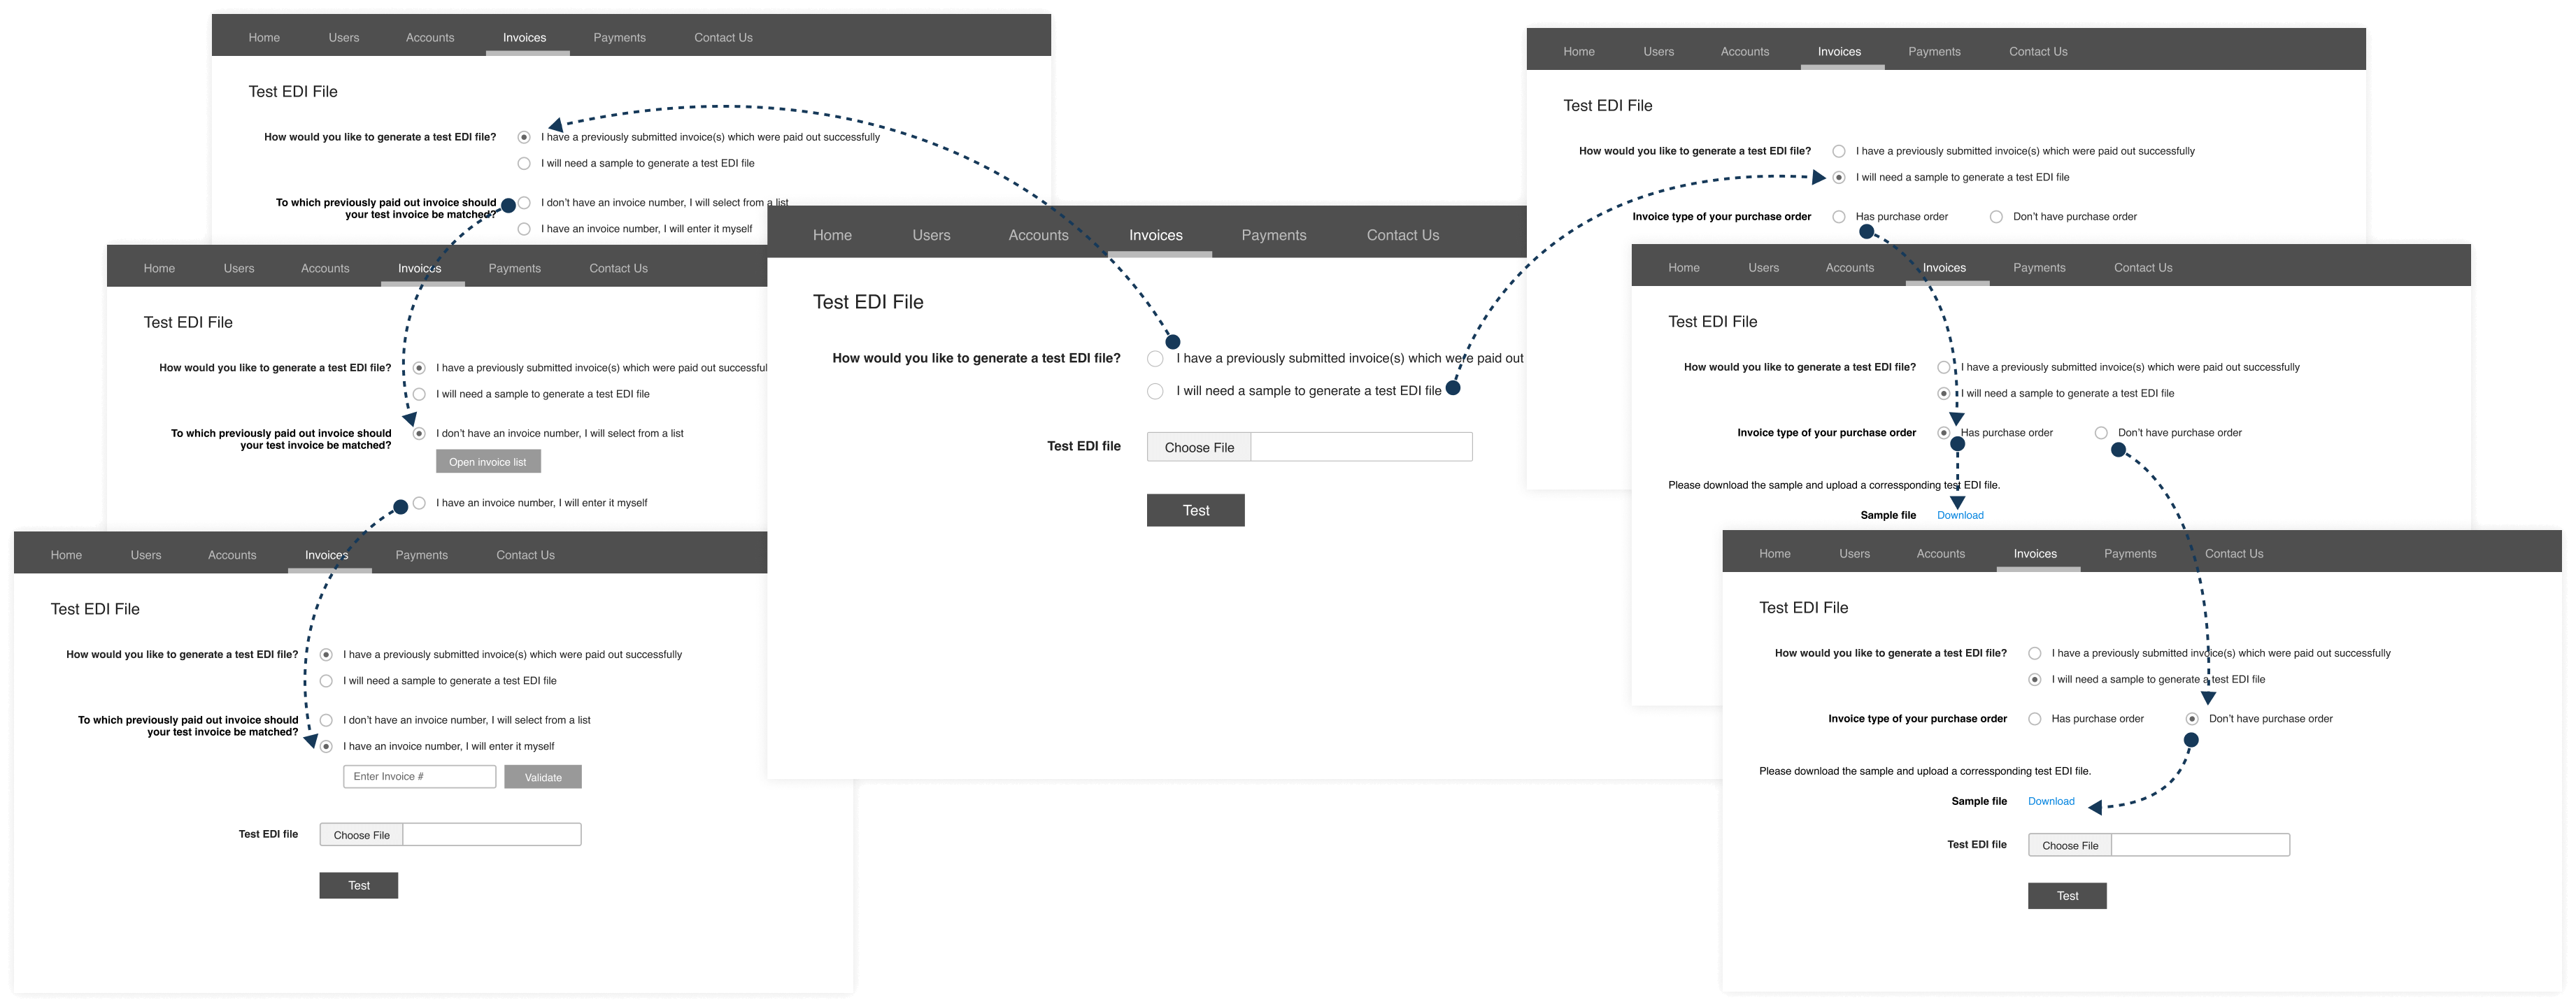 Home Users Accounts Invoices Payments Contact Us
Test EDI File
How would you like to generate a test EDI file?
I have a previously submitted invoice(s) which were paid out successfully
I will need a sample to generate a test EDI file
To which previously paid out invoice should
your test invoice be matched?
I don't have an invoice number, I will select from a list
I have an invoice number, I will enter it myself
Home Users Accounts Invoices Payments Contact Us
Test EDI File
How would you like to generate a test EDI file?
I have a previously submitted invoice(s) which were paid out successful
I will need a sample to generate a test EDI file
To which previously paid out invoice should
your test invoice be matched?
I don't have an invoice number, I will select from a list
Open invoice list
I have an invoice number, I will enter it myself
Home Users Accounts Invoices Payments Contact Us
Test EDI File
How would you like to generate a test EDI file?
I have a previously submitted invoice(s) which were paid out successfully
I will need a sample to generate a test EDI file
To which previously paid out invoice should
your test invoice be matched?
I don't have an invoice number, I will select from a list
I have an invoice number, I will enter it myself
Enter Invoice # Validate
Test EDI file Choose File
Test
Home Users Accounts Invoices Payments Contact Us
Test EDI File
How would you like to generate a test EDI file?
I have a previously submitted invoice(s) which were paid out
I will need a sample to generate a test EDI file
Test EDI file Choose File
Test
Home Users Accounts Invoices Payments Contact Us
Test EDI File
How would you like to generate a test EDI file?
I have a previously submitted invoice(s) which were paid out successfully
I will need a sample to generate a test EDI file
Invoice type of your purchase order Has purchase order Don't have purchase order
Home Users Accounts Invoices Payments Contact Us
Test EDI File
How would you like to generate a test EDI file?
I have a previously submitted invoice(s) which were paid out successfully
I will need a sample to generate a test EDI file
Invoice type of your purchase order Has purchase order Don't have purchase order
Please download the sample and upload a corressponding test EDI file.
Sample file Download
Home Users Accounts Invoices Payments Contact Us
Test EDI File
How would you like to generate a test EDI file?
I have a previously submitted invoice(s) which were paid out successfully
I will need a sample to generate a test EDI file
Invoice type of your purchase order Has purchase order Don't have purchase order
Please download the sample and upload a corressponding test EDI file.
Sample file Download
Test EDI file Choose File
Test